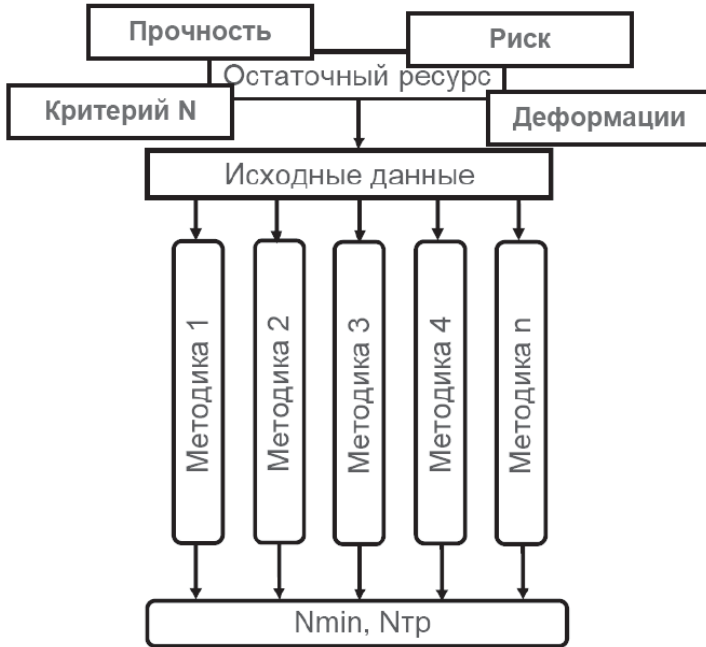 Прочность
Риск
Остаточный ресурс
Критерий N
Деформации
Исходные данные
Методика 1
Методика 2
Методика 3
Методика 4
Методика n
Nmin, Nтр